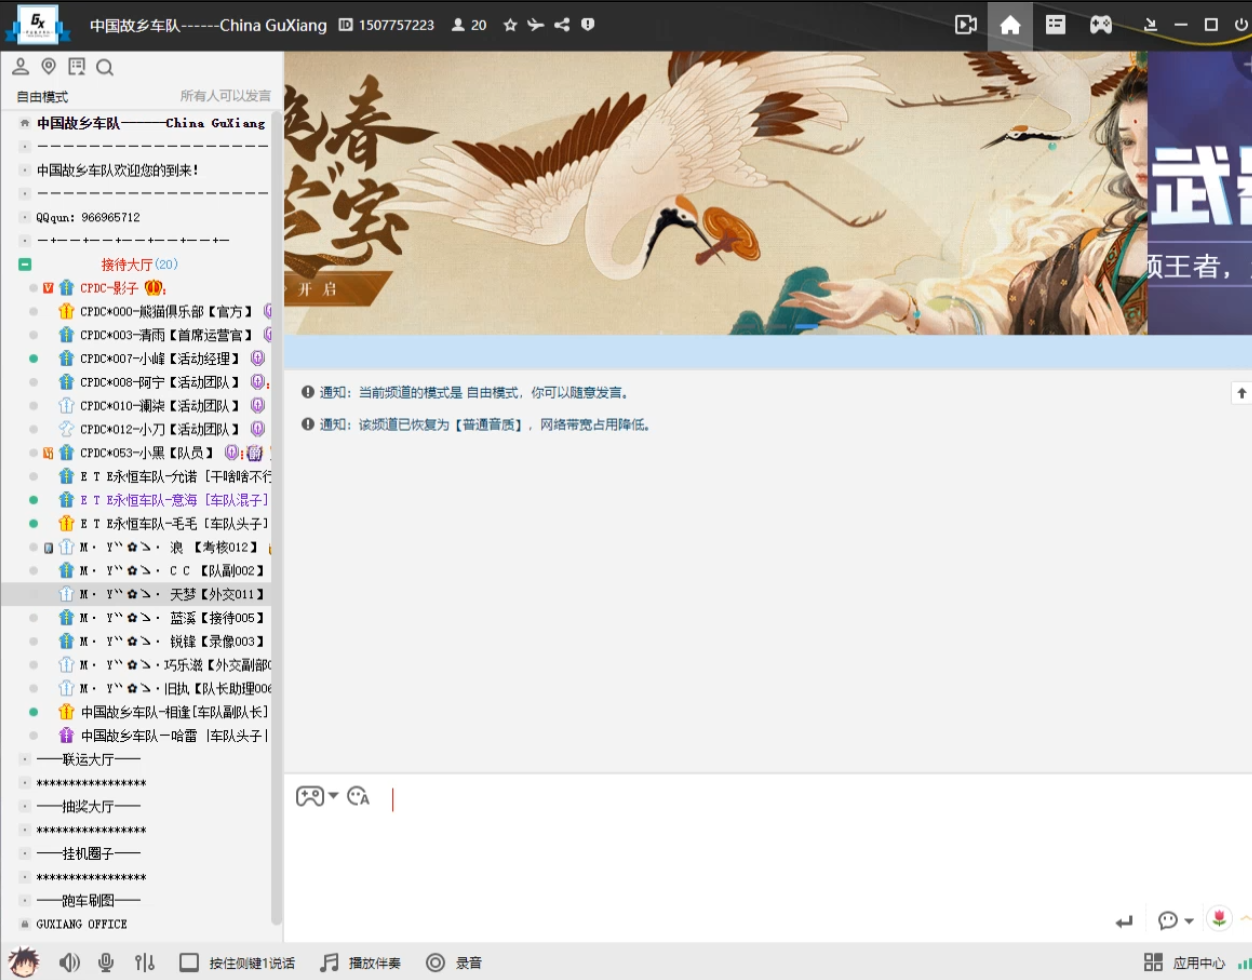 中国故乡车队------China GuXiang ID 1507757223 20
自由模式 所有人可以发言
中国故乡车队------China GuXiang
中国故乡车队欢迎您的到来!
QQqun: 966965712
接待大厅(20)
CPDC-影子
CPDC*000-熊猫俱乐部【官方】
CPDC*003-清雨【首席运营官】
CPDC*007-小峰【活动经理】
CPDC*008-阿宁【活动团队】
CPDC*010-澜柒【活动团队】
CPDC*012-小刀【活动团队】
CPDC*053-小黑【队员】
E T E永恒车队-允诺 [干啥啥不行
E T E永恒车队-意海 [车队混子]
E T E永恒车队-毛毛 [车队头子]
M· Y``✿↘· 浪 【考核012】
M· Y``✿↘· C C 【队副002】
M· Y``✿↘· 天梦【外交011】
M· Y``✿↘· 蓝溪【接待005】
M· Y``✿↘· 锐锋【录像003】
M· Y``✿↘·巧乐滋【外交副部
M· Y``✿↘·旧执【队长助理006
中国故乡车队-相逢[车队副队长]
中国故乡车队－哈雷 |车队头子|
——联运大厅——
*****************
——抽奖大厅——
*****************
——挂机圈子——
*****************
——跑车刷图——
GUXIANG OFFICE
春
宝
开启
武
王者，
通知：当前频道的模式是 自由模式，你可以随意发言。
通知：该频道已恢复为【普通音质】，网络带宽占用降低。
按住侧键1说话 播放伴奏 录音 应用中心